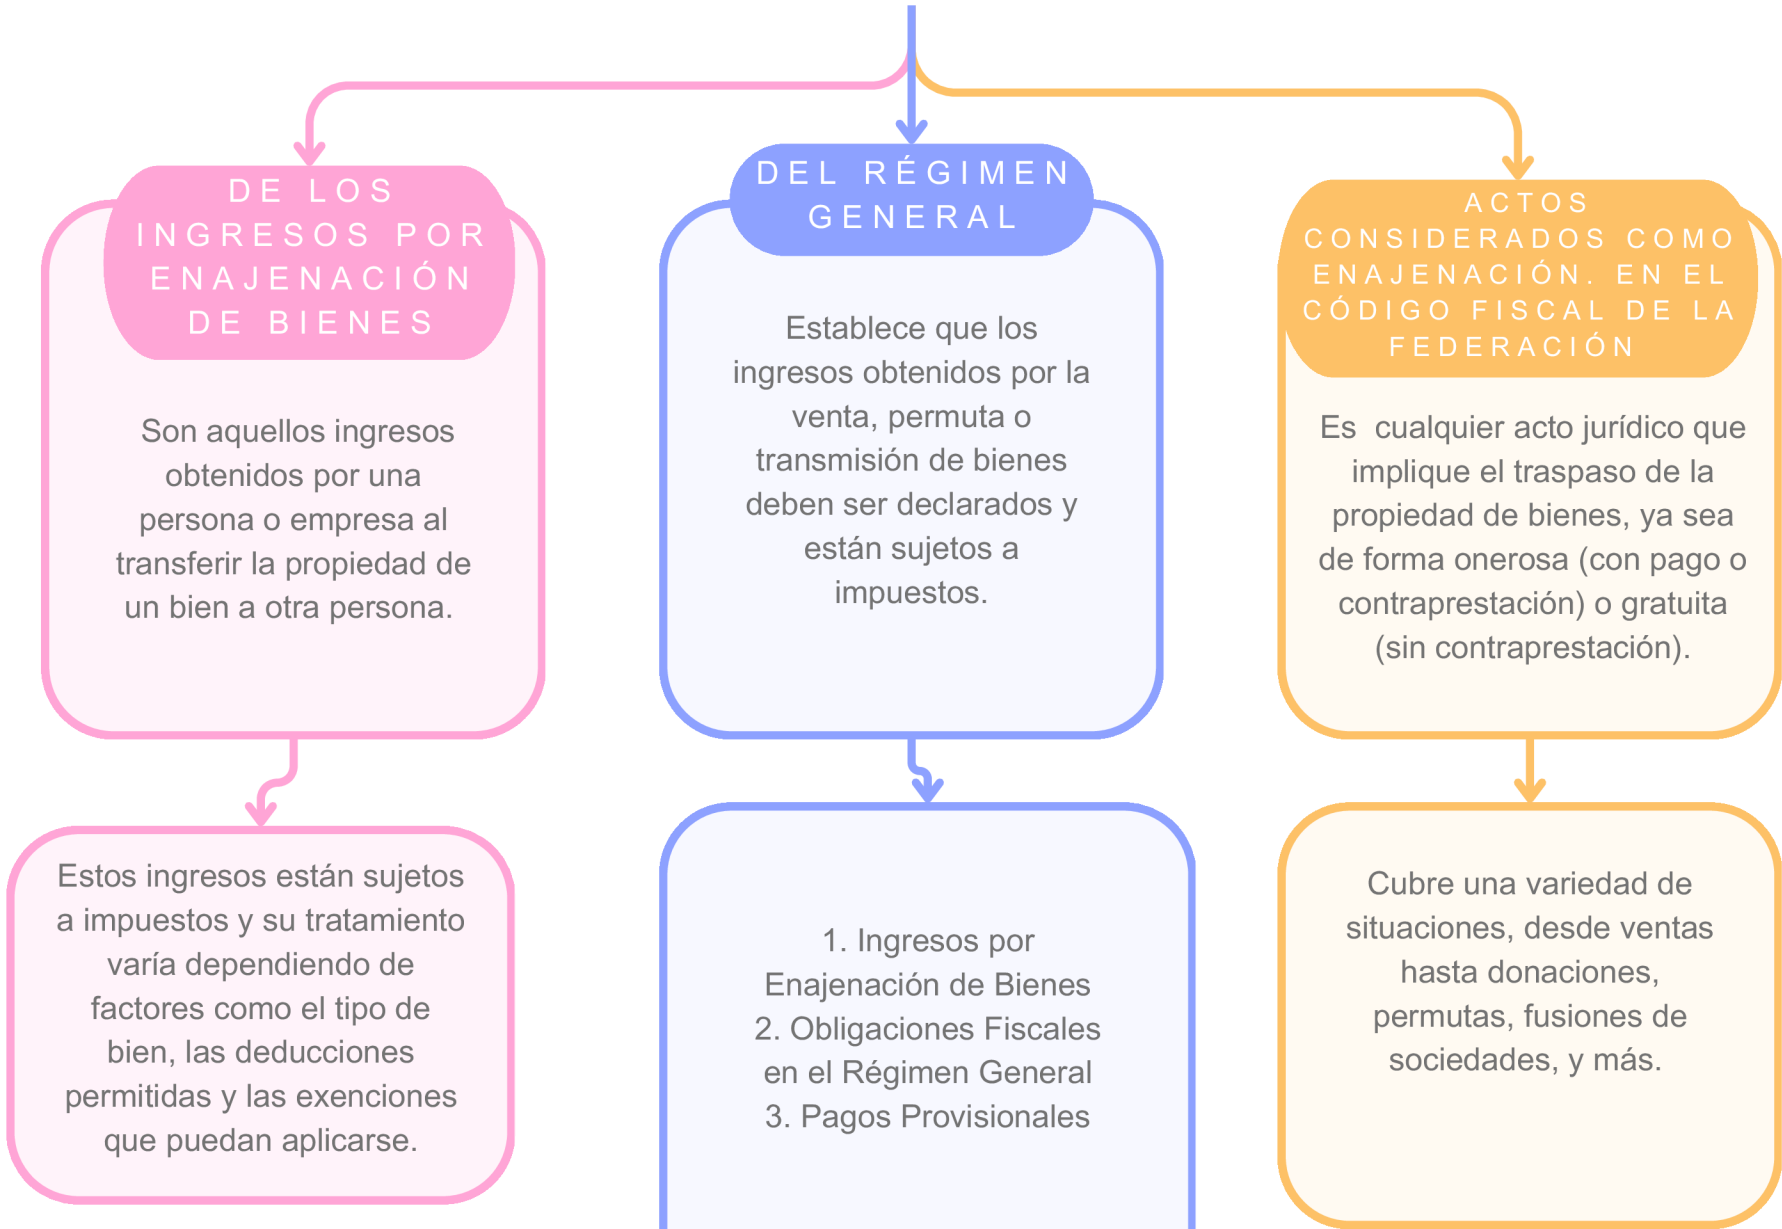 DE LOS
INGRESOS POR
ENAJENACIÓN
DE BIENES
Son aquellos ingresos
obtenidos por una
persona o empresa al
transferir la propiedad de
un bien a otra persona.
Estos ingresos están sujetos
a impuestos y su tratamiento
varía dependiendo de
factores como el tipo de
bien, las deducciones
permitidas y las exenciones
que puedan aplicarse.
DEL RÉGIMEN
GENERAL
Establece que los
ingresos obtenidos por la
venta, permuta o
transmisión de bienes
deben ser declarados y
están sujetos a
impuestos.
1. Ingresos por
Enajenación de Bienes
2. Obligaciones Fiscales
en el Régimen General
3. Pagos Provisionales
ACTOS
CONSIDERADOS COMO
ENAJENACIÓN. EN EL
CÓDIGO FISCAL DE LA
FEDERACIÓN
Es  cualquier acto jurídico que
implique el traspaso de la
propiedad de bienes, ya sea
de forma onerosa (con pago o
contraprestación) o gratuita
(sin contraprestación).
Cubre una variedad de
situaciones, desde ventas
hasta donaciones,
permutas, fusiones de
sociedades, y más.